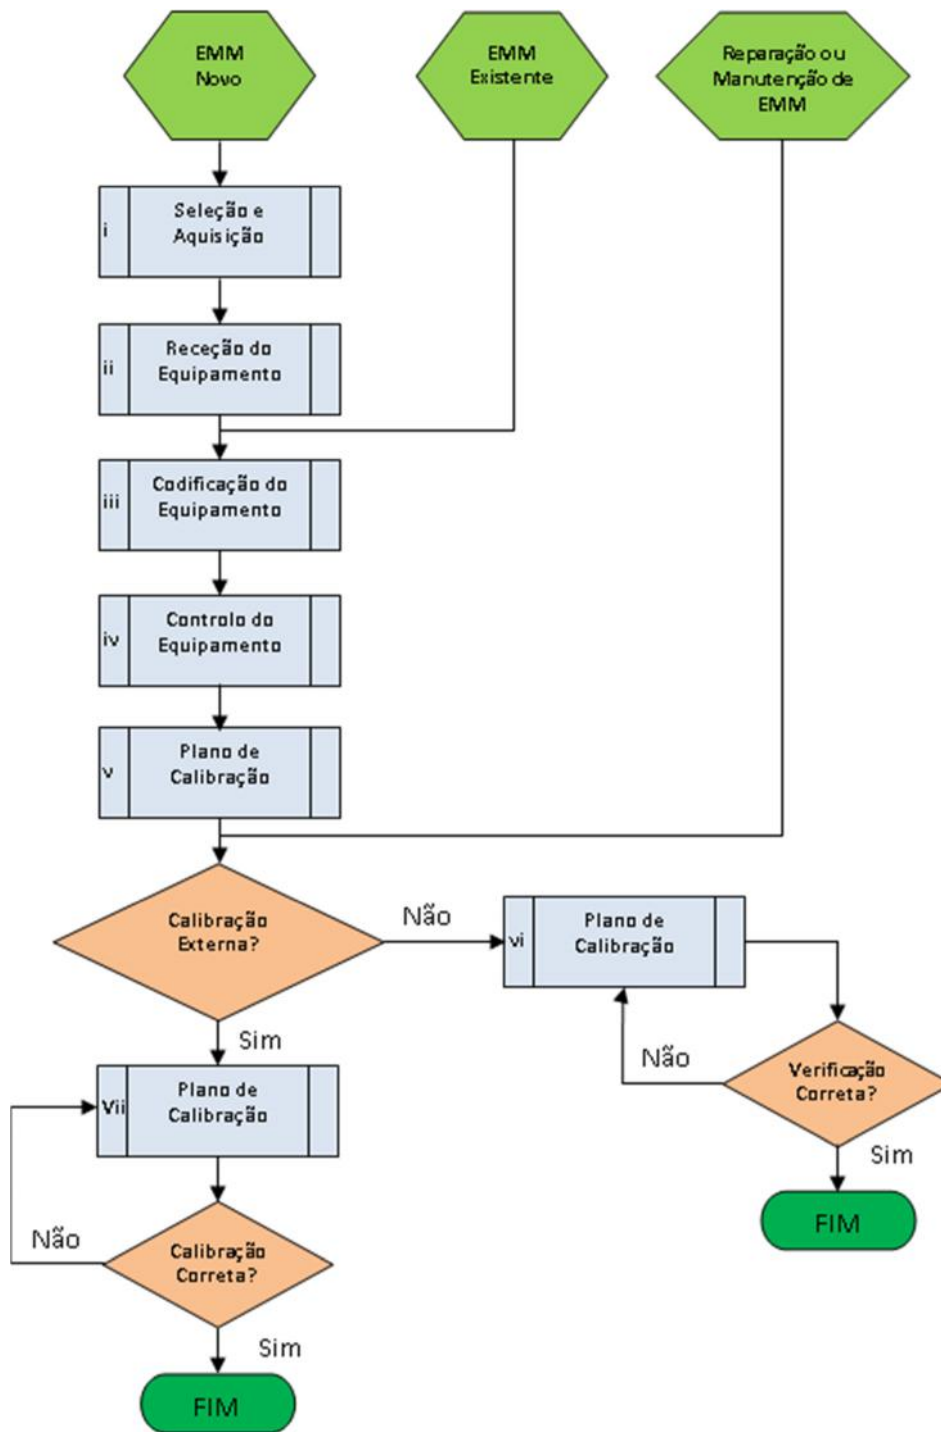 EMM
Novo
EMM
Existente
Reparação ou
Manutenção de
EMM
i
Seleção e
Aquisição
ii
Receção do
Equipamento
iii
Codificação do
Equipamento
iv
Controlo do
Equipamento
v
Plano de
Calibração
Calibração
Externa?
Não
vi
Plano de
Calibração
Sim
Vii
Plano de
Calibração
Não
Verificação
Correta?
Sim
FIM
Não
Calibração
Correta?
Sim
FIM